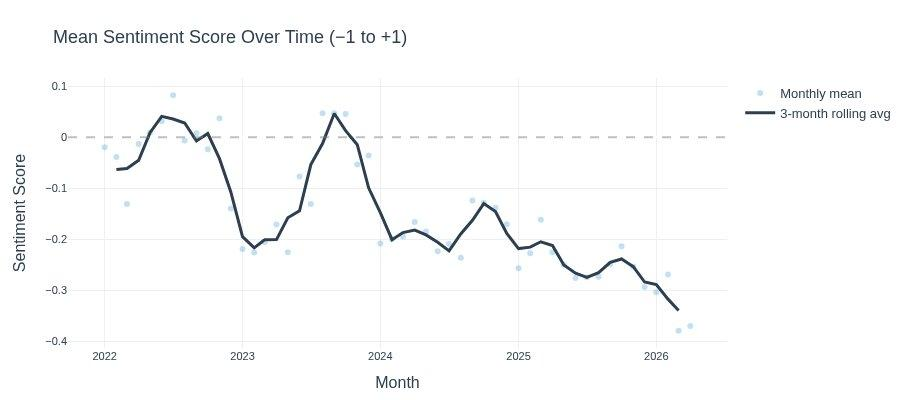 Mean Sentiment Score Over Time (−1 to +1)
Monthly mean
3-month rolling avg
Sentiment Score
0.1
0
−0.1
−0.2
−0.3
−0.4
2022
2023
2024
2025
2026
Month